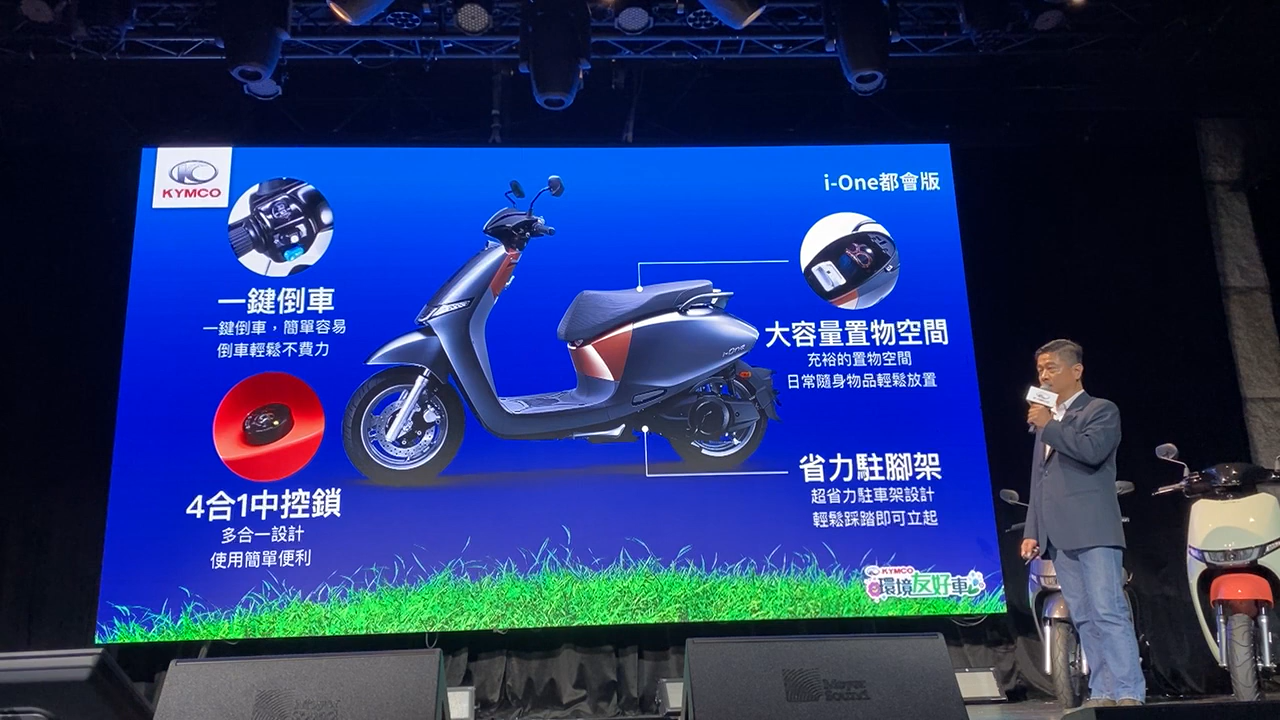 KYMCO
i-One都會版
一鍵倒車
一鍵倒車，簡單容易
倒車輕鬆不費力
大容量置物空間
充裕的置物空間
日常隨身物品輕鬆放置
4合1中控鎖
多合一設計
使用簡單便利
省力駐腳架
超省力駐車架設計
輕鬆踩踏即可立起
i-One
KYMCO
環境友好車
Meyer
Sound